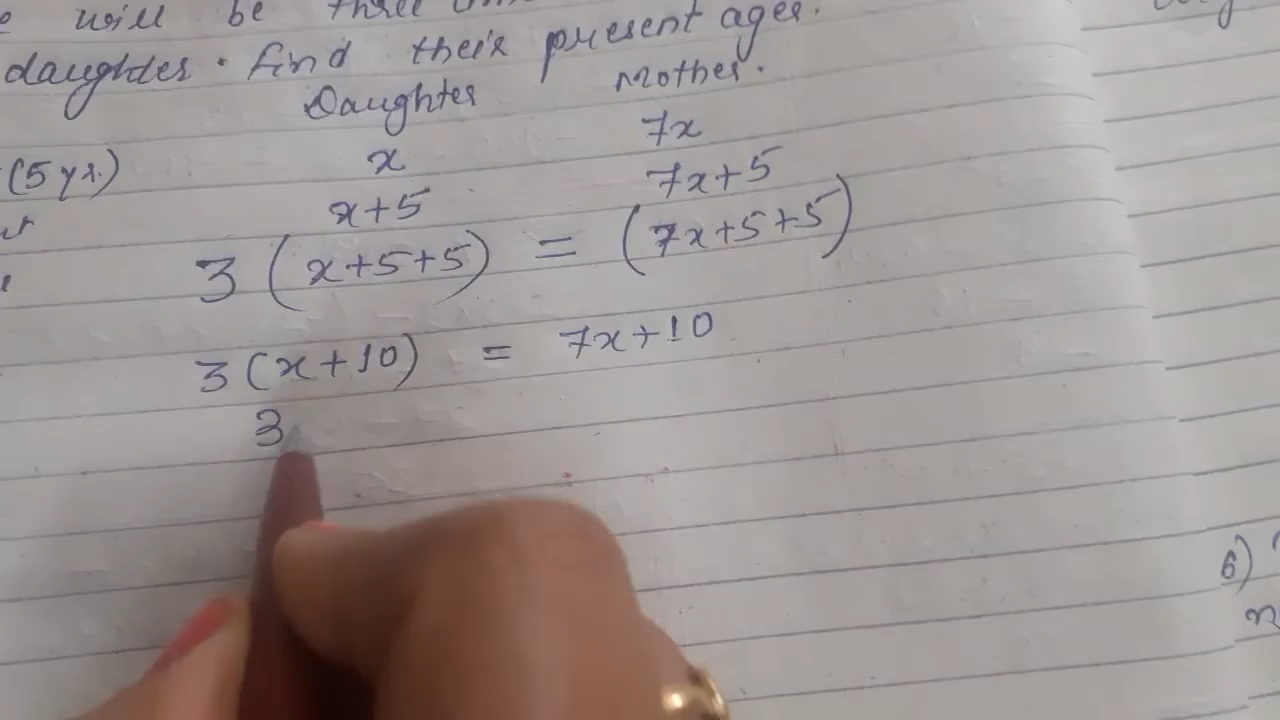 will be three
daughter. find their present ages.
Daughter Mother.
x 7x
(5 yr.) x+5 7x+5
3 (x+5+5) = (7x+5+5)
3(x+10) = 7x+10
3
6)